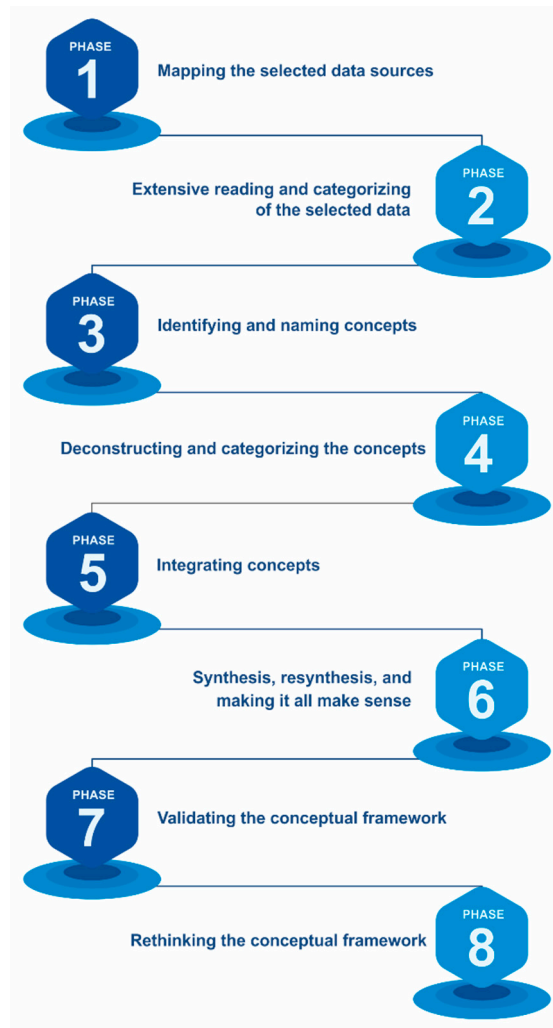 PHASE
1
Mapping the selected data sources
PHASE
2
Extensive reading and categorizing
of the selected data
PHASE
3
Identifying and naming concepts
PHASE
4
Deconstructing and categorizing the concepts
PHASE
5
Integrating concepts
PHASE
6
Synthesis, resynthesis, and
making it all make sense
PHASE
7
Validating the conceptual framework
PHASE
8
Rethinking the conceptual framework